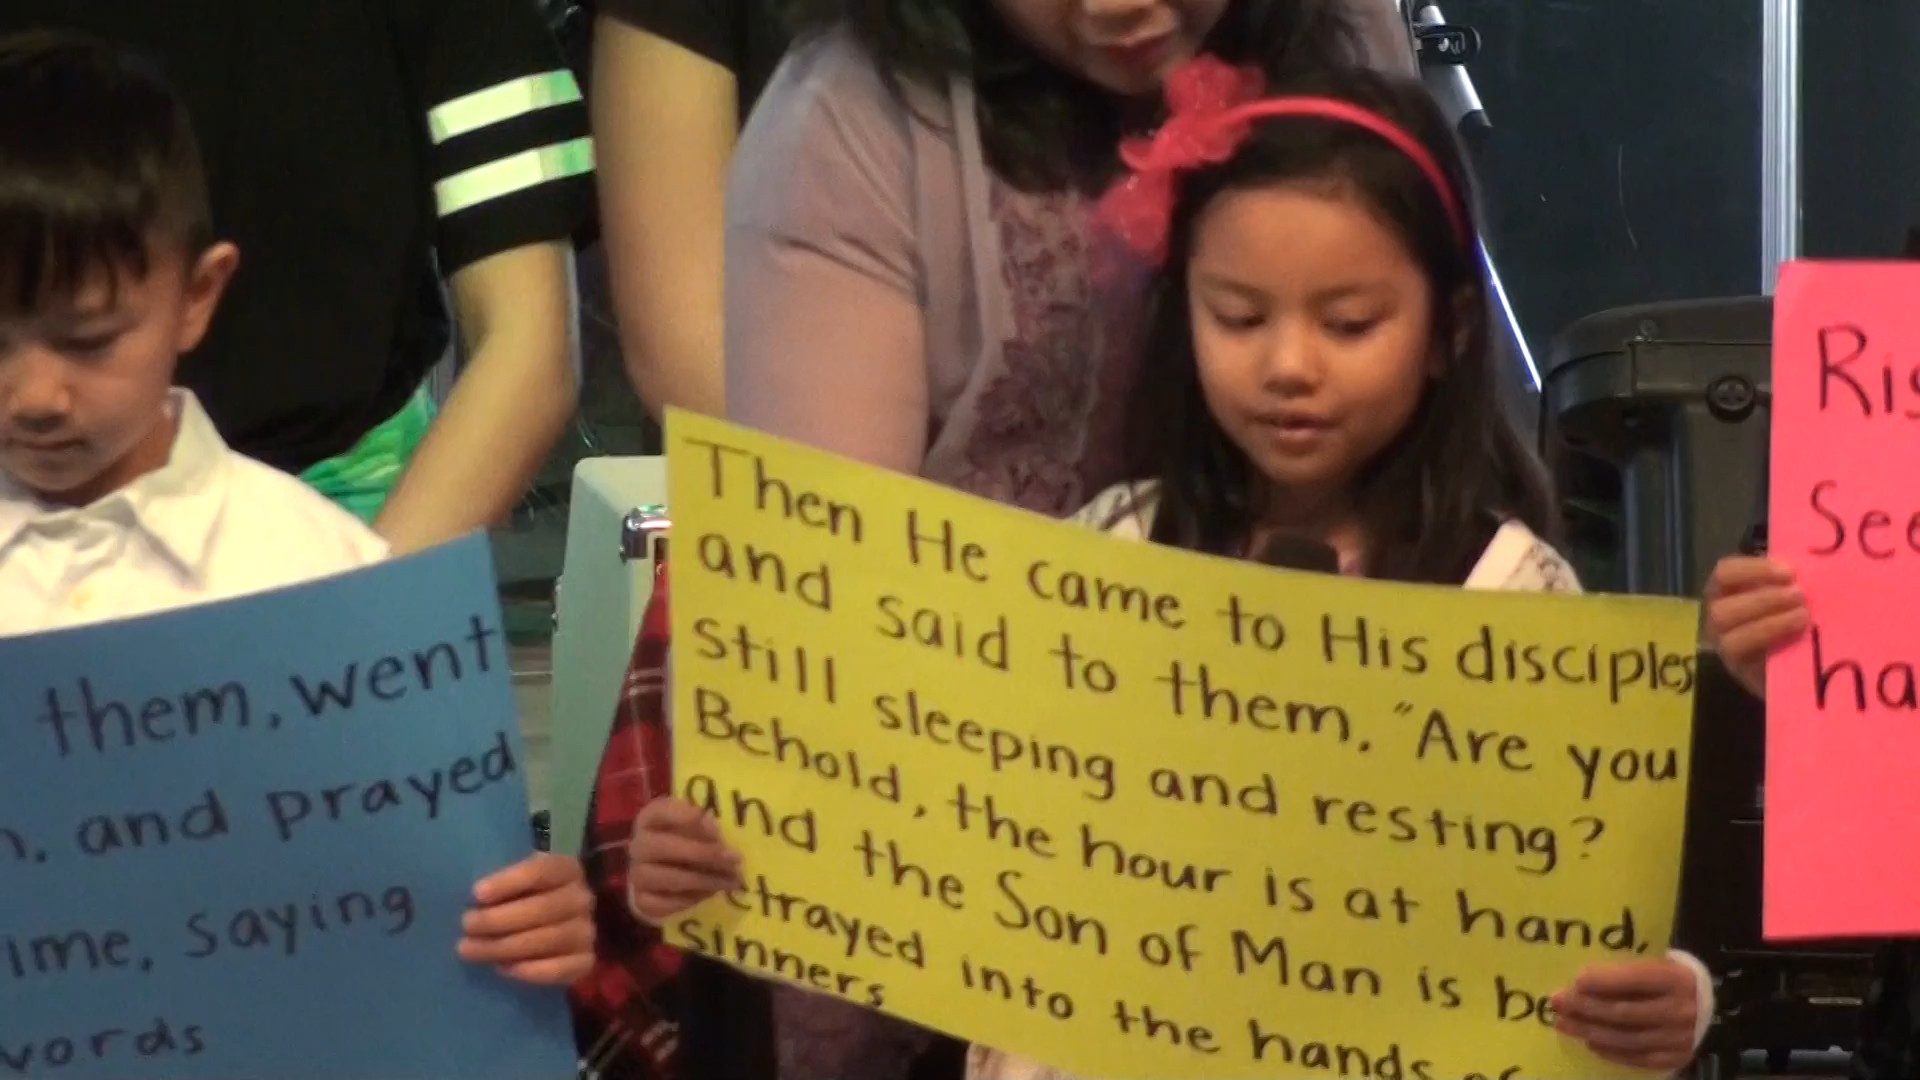 them, went
and prayed
ime, saying
words
Then He came to His disciples
and said to them, "Are you
still sleeping and resting?
Behold, the hour is at hand,
and the Son of Man is be
etrayed into the hands of
sinners
Ris
See
ha